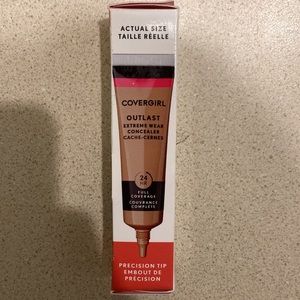 ACTUAL SIZE
TAILLE RÉELLE
COVERGIRL
OUTLAST
EXTREME WEAR
CONCEALER
CACHE-CERNES
24
HR
FULL
COVERAGE
COUVRANCE
COMPLÈTE
PRECISION TIP
EMBOUT DE
PRÉCISION